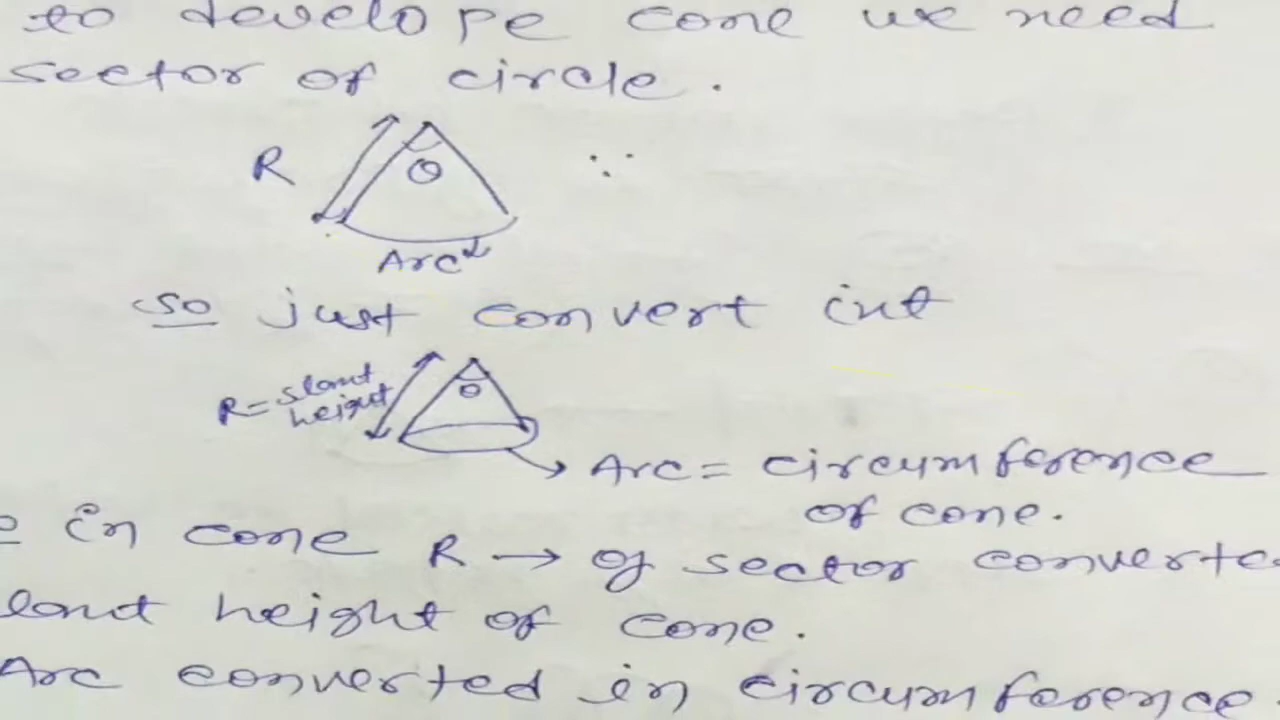 to develope cone we need
sector of circle.
R
θ
Arc
so just convert int
R = slant
height
θ
Arc = circumference
of cone.
in cone R → of sector converte
lant height of cone.
Arc converted in circumference.